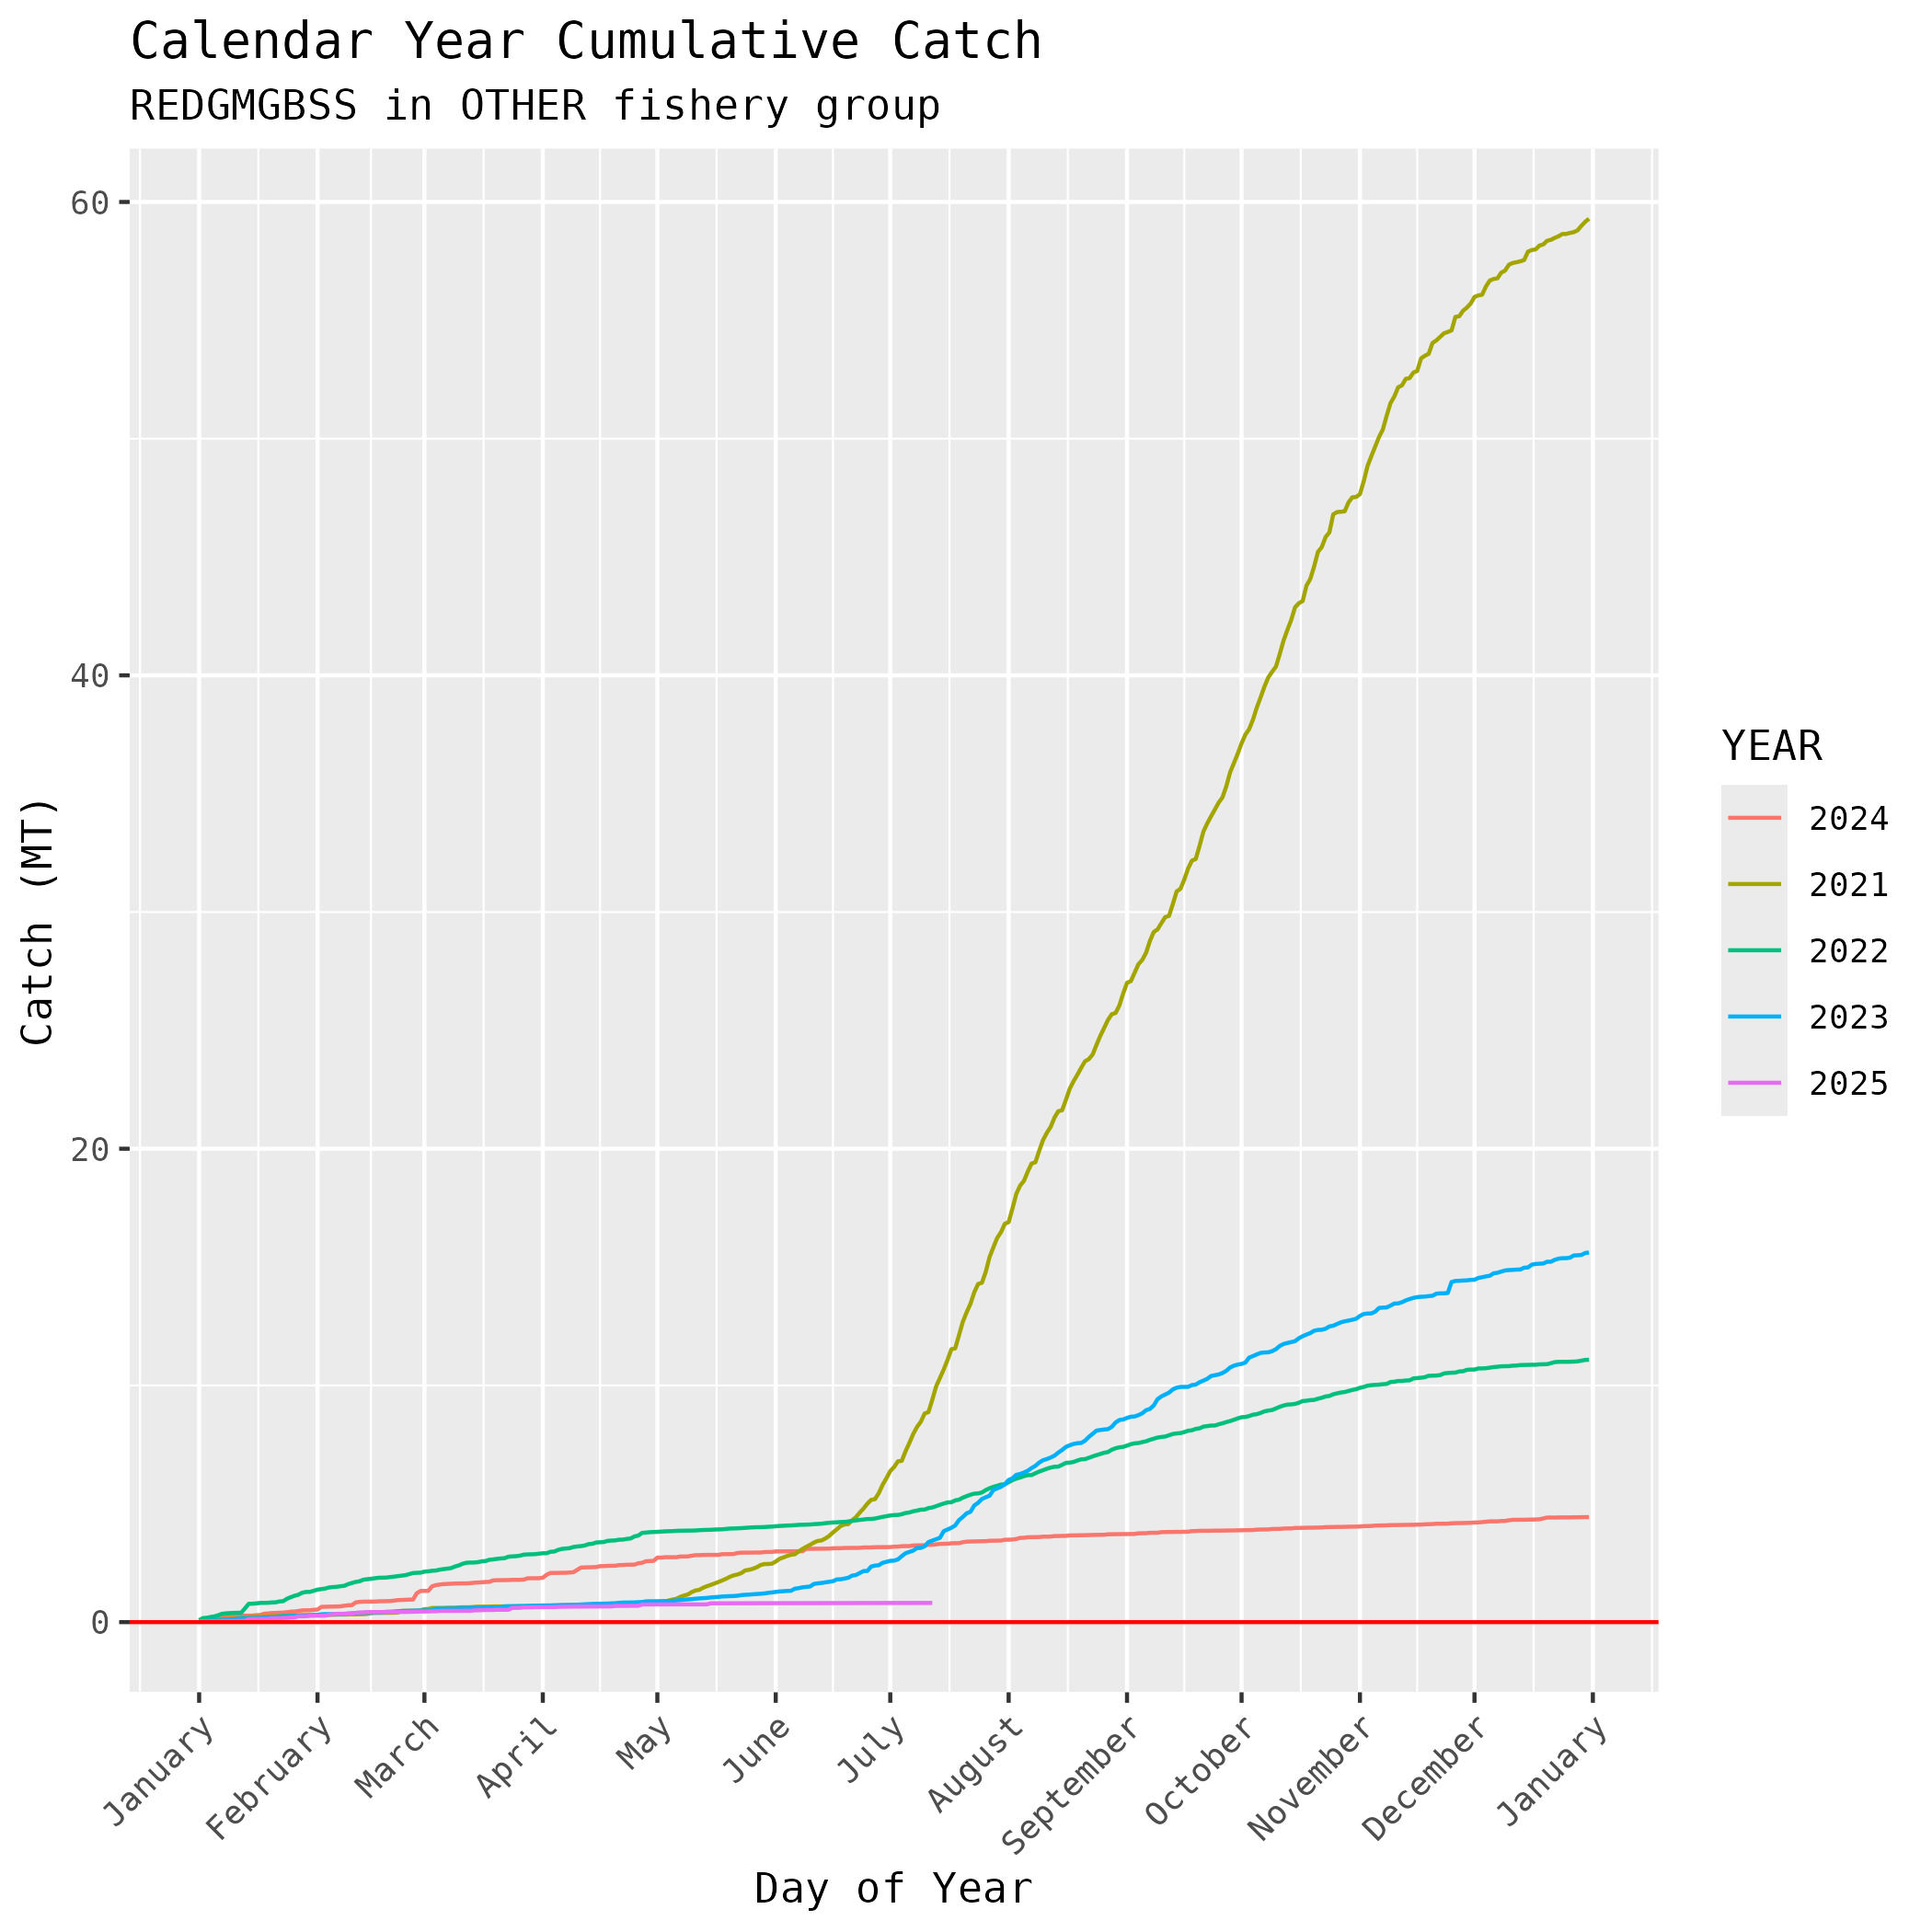 Calendar Year Cumulative Catch
REDGMGBSS in OTHER fishery group
Catch (MT)
60
40
20
0
January
February
March
April
May
June
July
August
September
October
November
December
January
Day of Year
YEAR
2024
2021
2022
2023
2025